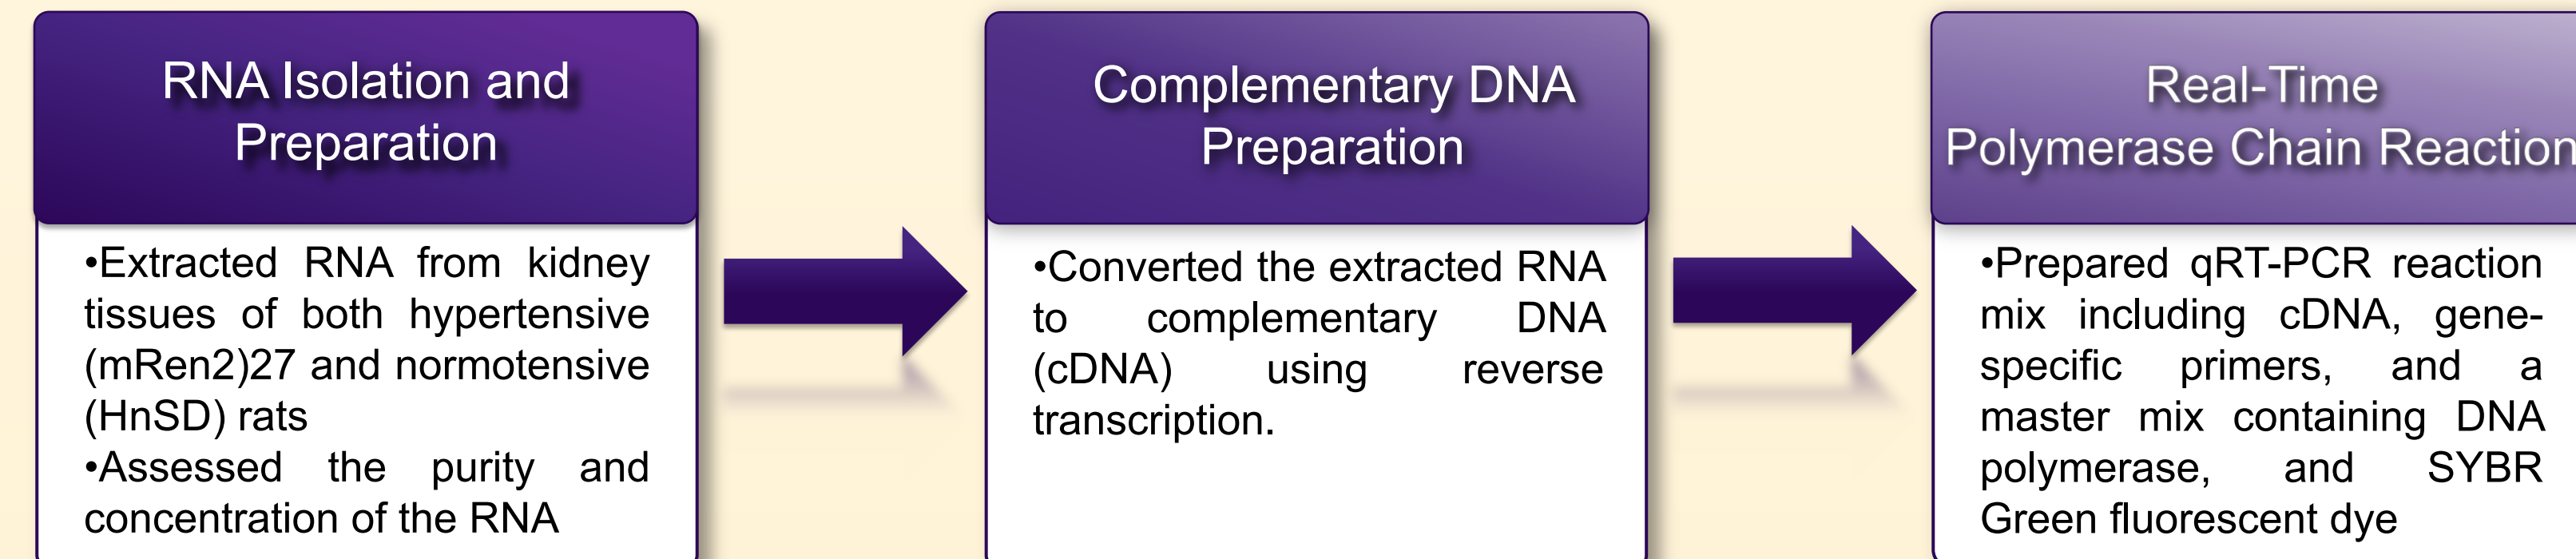 RNA Isolation and
Preparation
•Extracted RNA from kidney
tissues of both hypertensive
(mRen2)27 and normotensive
(HnSD) rats
•Assessed the purity and
concentration of the RNA
Complementary DNA
Preparation
•Converted the extracted RNA
to complementary DNA
(cDNA) using reverse
transcription.
Real-Time
Polymerase Chain Reaction
•Prepared qRT-PCR reaction
mix including cDNA, gene-
specific primers, and a
master mix containing DNA
polymerase, and SYBR
Green fluorescent dye